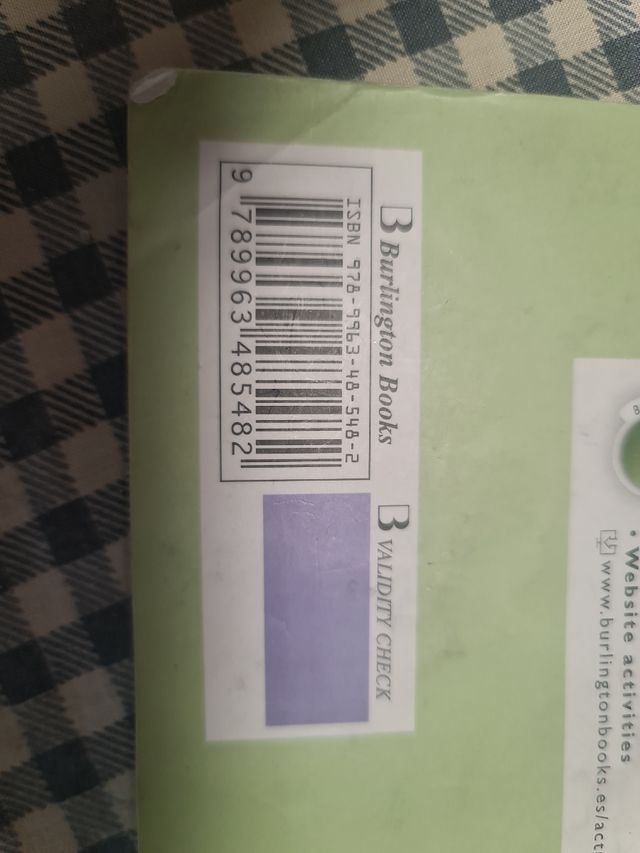 B Burlington Books
ISBN 978-9963-48-548-2
9 789963 485482
B VALIDITY CHECK
• Website activities
www.burlingtonbooks.es/act